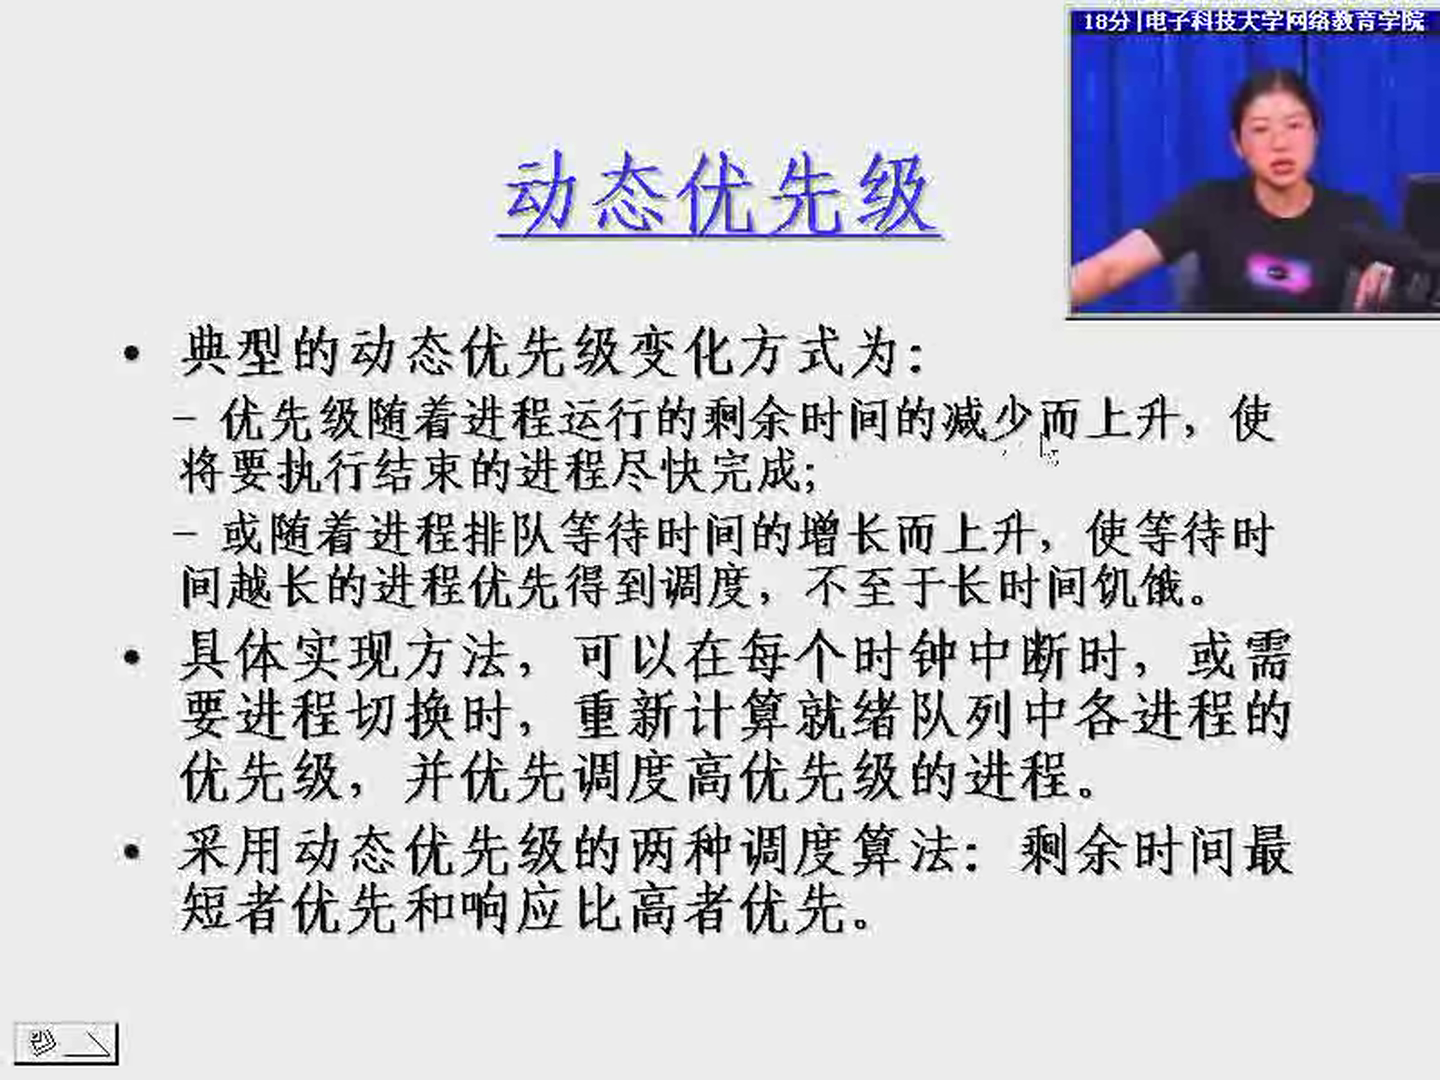 18分|电子科技大学网络教育学院
动态优先级
• 典型的动态优先级变化方式为：
– 优先级随着进程运行的剩余时间的减少而上升，使
将要执行结束的进程尽快完成；
– 或随着进程排队等待时间的增长而上升，使等待时
间越长的进程优先得到调度，不至于长时间饥饿。
• 具体实现方法，可以在每个时钟中断时，或需
要进程切换时，重新计算就绪队列中各进程的
优先级，并优先调度高优先级的进程。
• 采用动态优先级的两种调度算法：剩余时间最
短者优先和响应比高者优先。